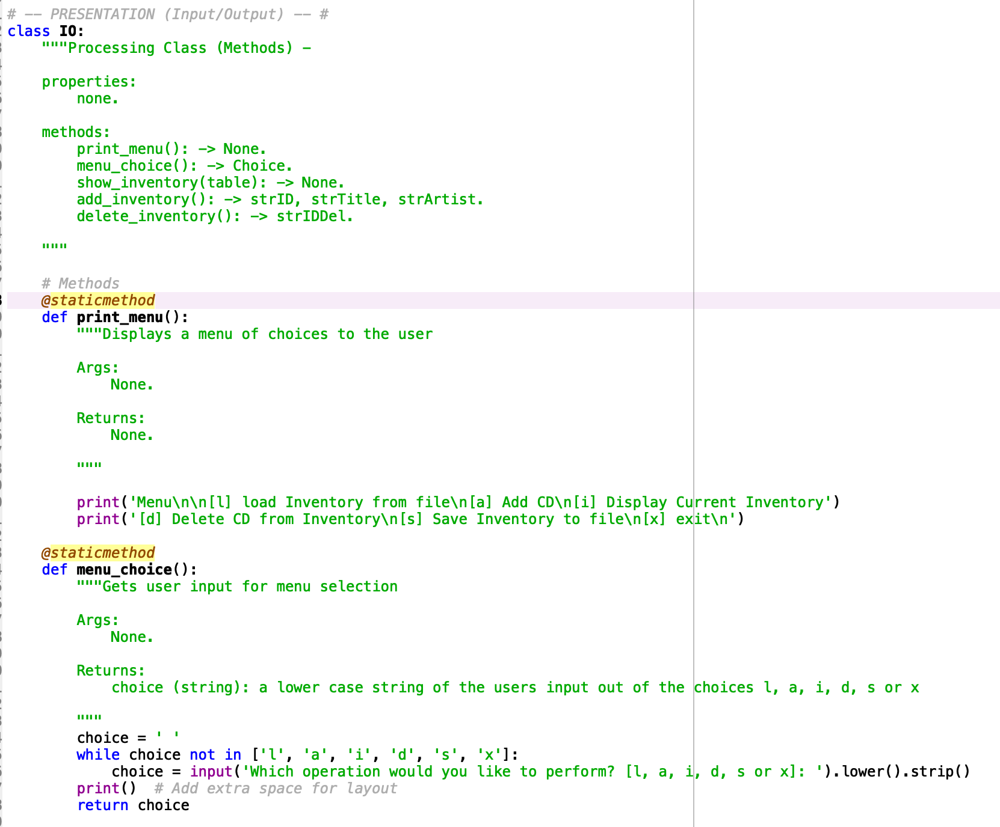 # -- PRESENTATION (Input/Output) -- #
class IO:
    """Processing Class (Methods) -

    properties:
        none.

    methods:
        print_menu(): -> None.
        menu_choice(): -> Choice.
        show_inventory(table): -> None.
        add_inventory(): -> strID, strTitle, strArtist.
        delete_inventory(): -> strIDDel.

    """

    # Methods
    @staticmethod
    def print_menu():
        """Displays a menu of choices to the user

        Args:
            None.

        Returns:
            None.

        """

        print('Menu\n\n[l] load Inventory from file\n[a] Add CD\n[i] Display Current Inventory')
        print('[d] Delete CD from Inventory\n[s] Save Inventory to file\n[x] exit\n')

    @staticmethod
    def menu_choice():
        """Gets user input for menu selection

        Args:
            None.

        Returns:
            choice (string): a lower case string of the users input out of the choices l, a, i, d, s or x

        """
        choice = ' '
        while choice not in ['l', 'a', 'i', 'd', 's', 'x']:
            choice = input('Which operation would you like to perform? [l, a, i, d, s or x]: ').lower().strip()
        print()  # Add extra space for layout
        return choice